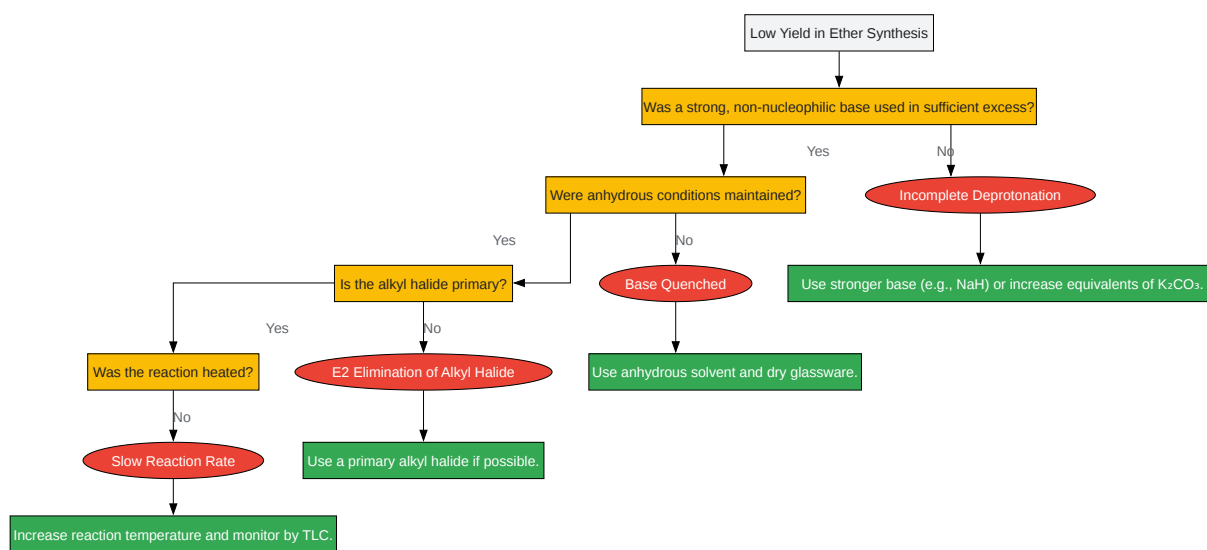 Low Yield in Ether Synthesis
Was a strong, non-nucleophilic base used in sufficient excess?
Yes
No
Were anhydrous conditions maintained?
Incomplete Deprotonation
Yes
No
Is the alkyl halide primary?
Base Quenched
Use stronger base (e.g., NaH) or increase equivalents of K₂CO₃.
Yes
No
Was the reaction heated?
E2 Elimination of Alkyl Halide
Use anhydrous solvent and dry glassware.
No
Slow Reaction Rate
Use a primary alkyl halide if possible.
Increase reaction temperature and monitor by TLC.